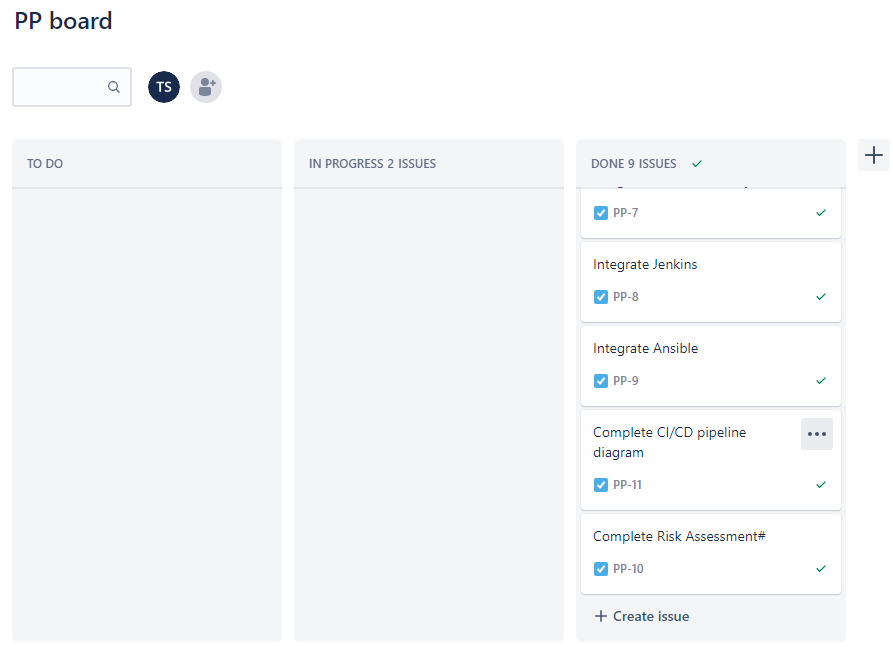 PP board
TS
TO DO
IN PROGRESS 2 ISSUES
DONE 9 ISSUES
PP-7
Integrate Jenkins
PP-8
Integrate Ansible
PP-9
Complete CI/CD pipeline
diagram
PP-11
Complete Risk Assessment#
PP-10
Create issue